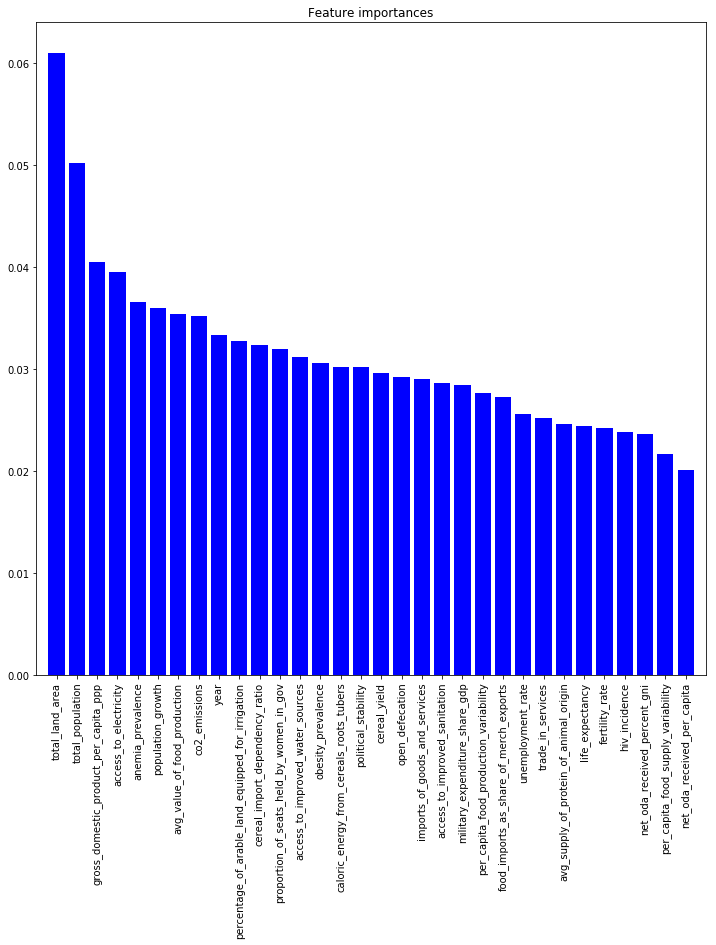 Feature importances
0.06
0.05
0.04
0.03
0.02
0.01
0.00
total_land_area
total_population
gross_domestic_product_per_capita_ppp
access_to_electricity
anemia_prevalence
population_growth
avg_value_of_food_production
co2_emissions
year
percentage_of_arable_land_equipped_for_irrigation
cereal_import_dependency_ratio
proportion_of_seats_held_by_women_in_gov
access_to_improved_water_sources
obesity_prevalence
caloric_energy_from_cereals_roots_tubers
political_stability
cereal_yield
open_defecation
imports_of_goods_and_services
access_to_improved_sanitation
military_expenditure_share_gdp
per_capita_food_production_variability
food_imports_as_share_of_merch_exports
unemployment_rate
trade_in_services
avg_supply_of_protein_of_animal_origin
life_expectancy
fertility_rate
hiv_incidence
net_oda_received_percent_gni
per_capita_food_supply_variability
net_oda_received_per_capita